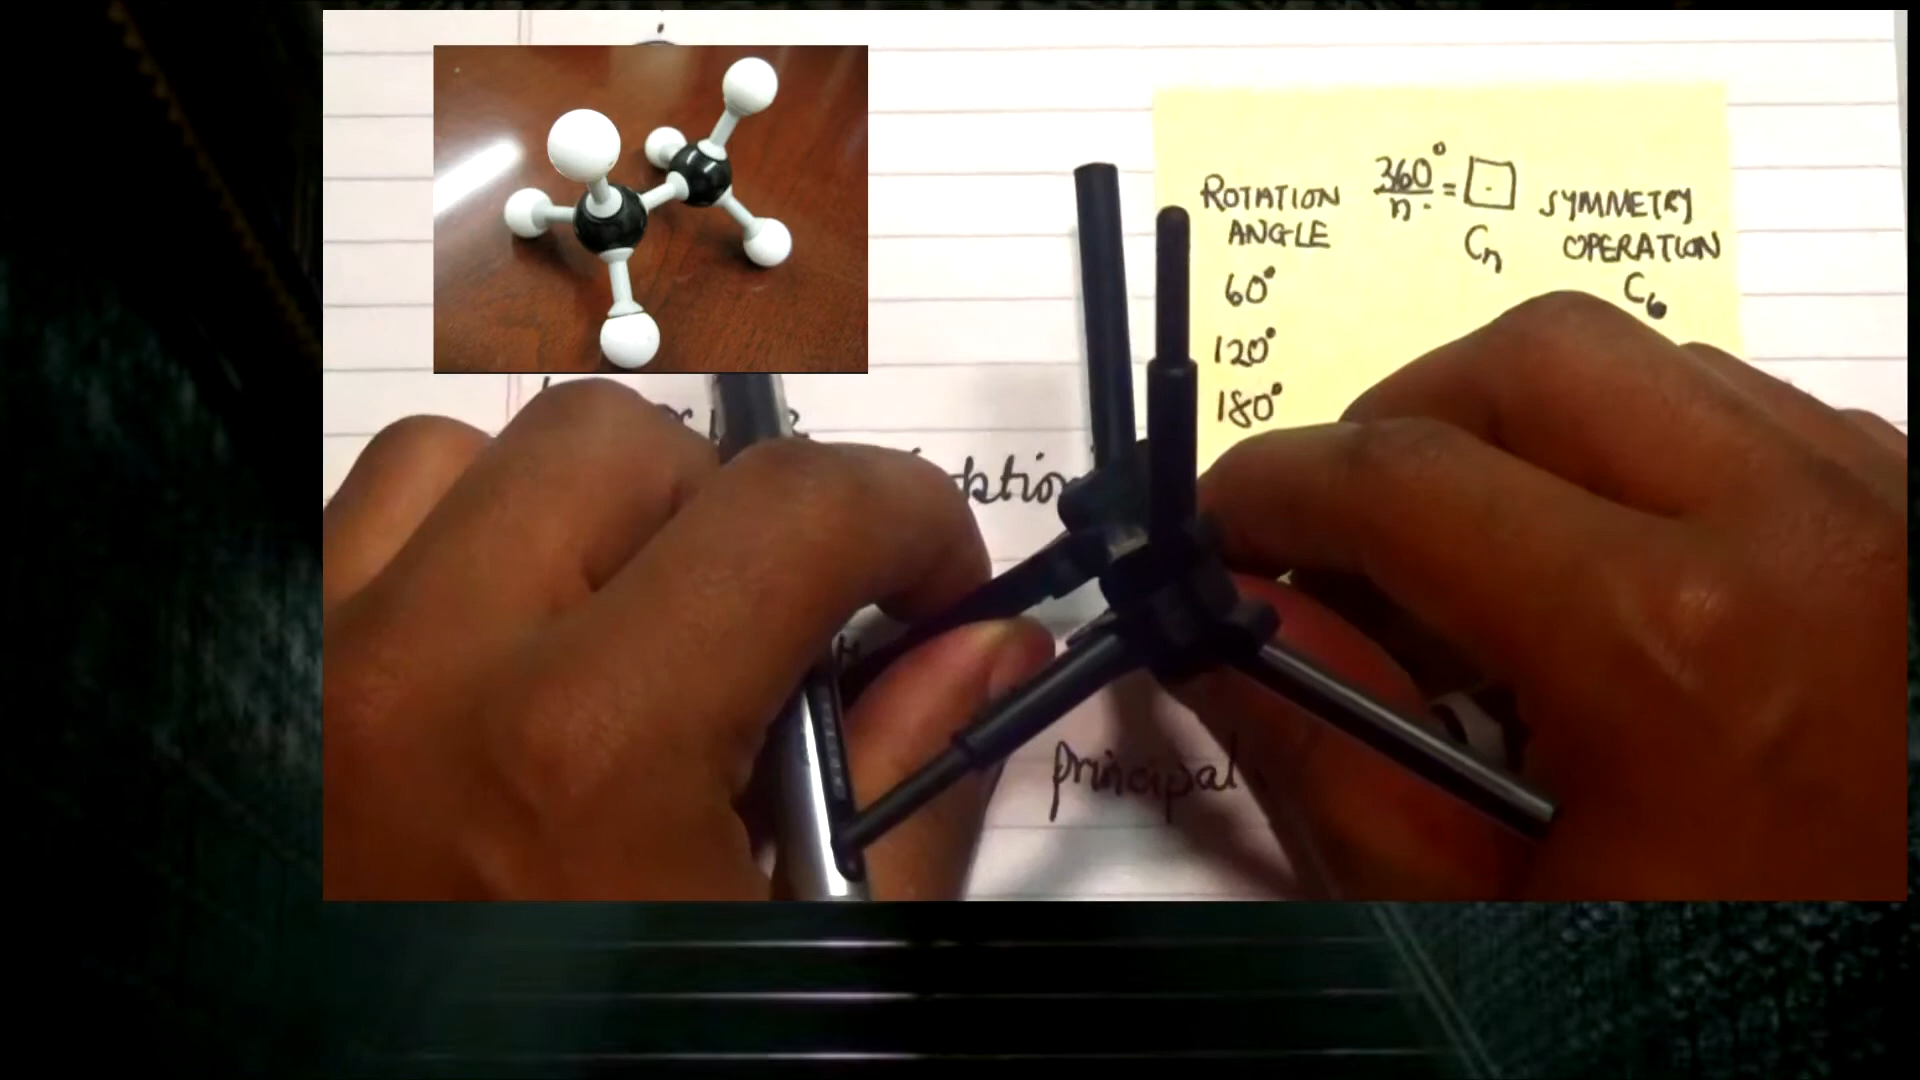 ROTATION ANGLE
360°/n = □
Cn
SYMMETRY OPERATION
60° C6
120°
180°
principal